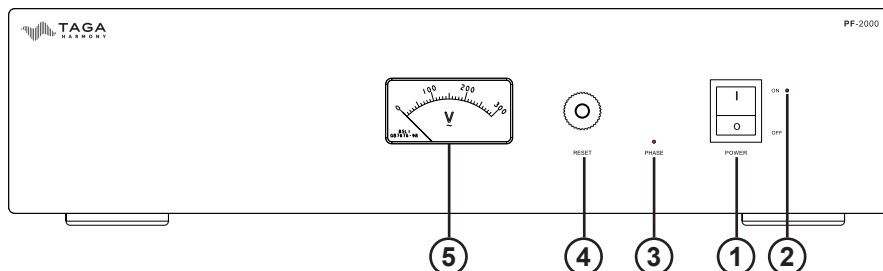 TAGA
HARMONY
PF-2000
0 100 200 300
V
~
85L1
GB7676-98
I
O
ON
OFF
RESET
PHASE
POWER
5
4
3
1
2